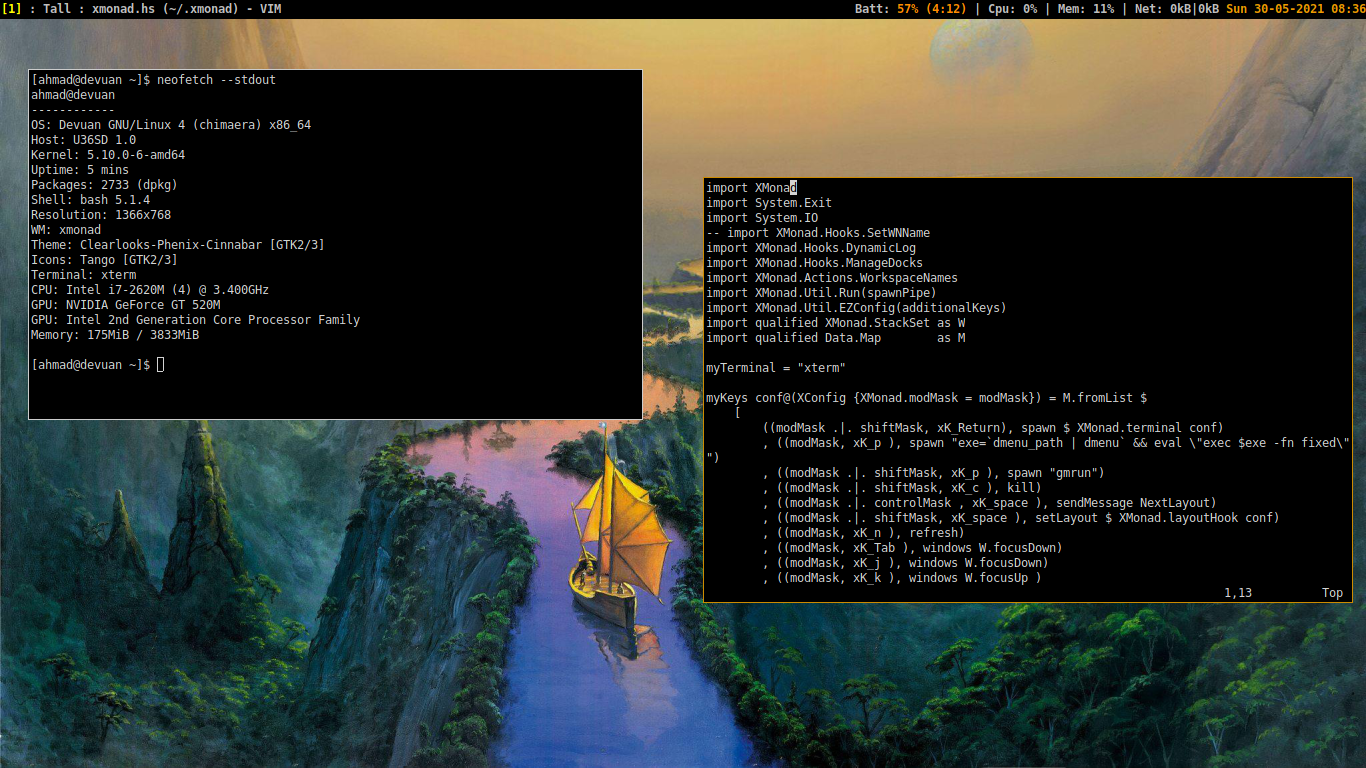 [1] : Tall : xmonad.hs (~/.xmonad) - VIM
Batt: 57% (4:12) | Cpu: 0% | Mem: 11% | Net: 0kB|0kB Sun 30-05-2021 08:36
[ahmad@devuan ~]$ neofetch --stdout
ahmad@devuan
------------
OS: Devuan GNU/Linux 4 (chimaera) x86_64
Host: U36SD 1.0
Kernel: 5.10.0-6-amd64
Uptime: 5 mins
Packages: 2733 (dpkg)
Shell: bash 5.1.4
Resolution: 1366x768
WM: xmonad
Theme: Clearlooks-Phenix-Cinnabar [GTK2/3]
Icons: Tango [GTK2/3]
Terminal: xterm
CPU: Intel i7-2620M (4) @ 3.400GHz
GPU: NVIDIA GeForce GT 520M
GPU: Intel 2nd Generation Core Processor Family
Memory: 175MiB / 3833MiB
[ahmad@devuan ~]$
import XMonad
import System.Exit
import System.IO
-- import XMonad.Hooks.SetWNName
import XMonad.Hooks.DynamicLog
import XMonad.Hooks.ManageDocks
import XMonad.Actions.WorkspaceNames
import XMonad.Util.Run(spawnPipe)
import XMonad.Util.EZConfig(additionalKeys)
import qualified XMonad.StackSet as W
import qualified Data.Map        as M
myTerminal = "xterm"
myKeys conf@(XConfig {XMonad.modMask = modMask}) = M.fromList $
    [
        ((modMask .|. shiftMask, xK_Return), spawn $ XMonad.terminal conf)
        , ((modMask, xK_p ), spawn "exe=`dmenu_path | dmenu` && eval \"exec $exe -fn fixed\"
")
        , ((modMask .|. shiftMask, xK_p ), spawn "gmrun")
        , ((modMask .|. shiftMask, xK_c ), kill)
        , ((modMask .|. controlMask , xK_space ), sendMessage NextLayout)
        , ((modMask .|. shiftMask, xK_space ), setLayout $ XMonad.layoutHook conf)
        , ((modMask, xK_n ), refresh)
        , ((modMask, xK_Tab ), windows W.focusDown)
        , ((modMask, xK_j ), windows W.focusDown)
        , ((modMask, xK_k ), windows W.focusUp )
1,13          Top